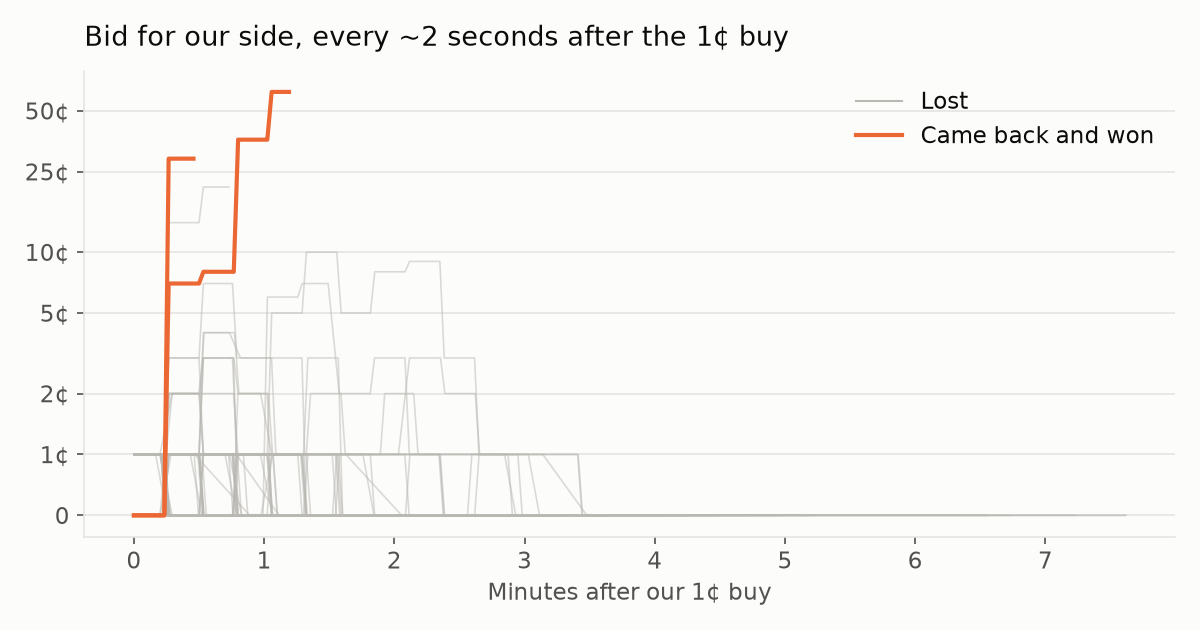 Bid for our side, every ~2 seconds after the 1¢ buy
Lost
Came back and won
50¢
25¢
10¢
5¢
2¢
1¢
0
0 1 2 3 4 5 6 7
Minutes after our 1¢ buy